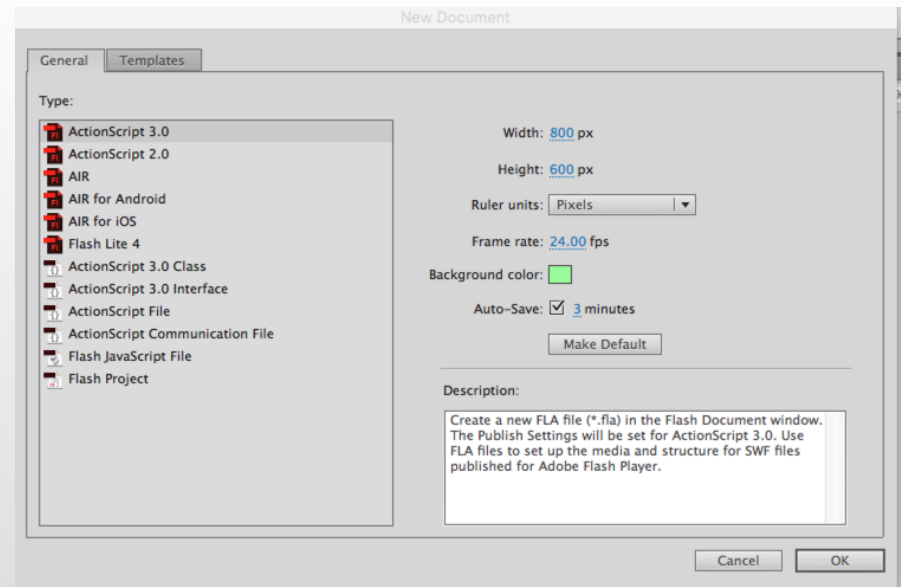 New Document
General
Templates
Type:
ActionScript 3.0
ActionScript 2.0
AIR
AIR for Android
AIR for iOS
Flash Lite 4
ActionScript 3.0 Class
ActionScript 3.0 Interface
ActionScript File
ActionScript Communication File
Flash JavaScript File
Flash Project
Width: 800 px
Height: 600 px
Ruler units: Pixels
Frame rate: 24.00 fps
Background color:
Auto-Save: 3 minutes
Make Default
Description:
Create a new FLA file (*.fla) in the Flash Document window.
The Publish Settings will be set for ActionScript 3.0. Use
FLA files to set up the media and structure for SWF files
published for Adobe Flash Player.
Cancel
OK